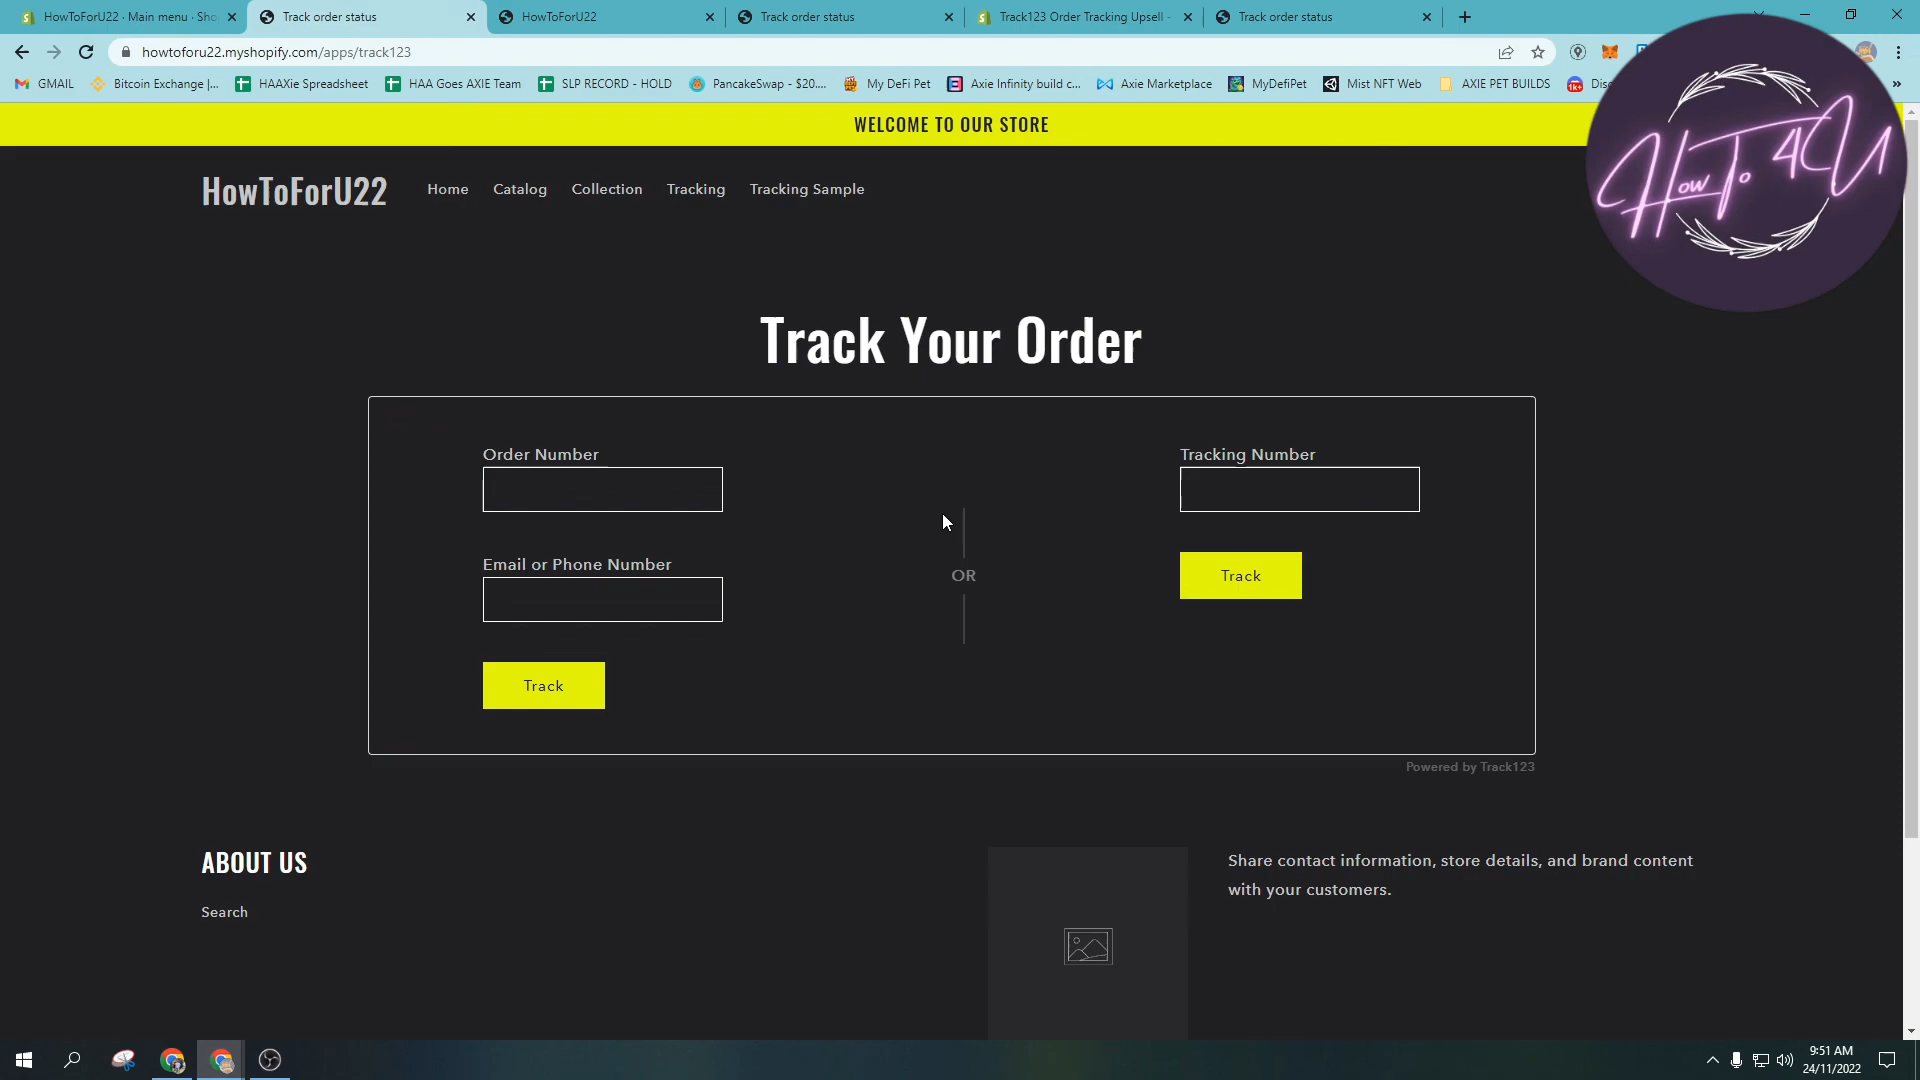 HowToForU22 · Main menu · Sho
Track order status
HowToForU22
Track order status
Track123 Order Tracking Upsell -
Track order status
howtoforu22.myshopify.com/apps/track123
GMAIL
Bitcoin Exchange |...
HAAXie Spreadsheet
HAA Goes AXIE Team
SLP RECORD - HOLD
PancakeSwap - $20....
My DeFi Pet
Axie Infinity build c...
Axie Marketplace
MyDefiPet
Mist NFT Web
AXIE PET BUILDS
1k+
Disc
WELCOME TO OUR STORE
HowTo 4U
HowToForU22
Home
Catalog
Collection
Tracking
Tracking Sample
Track Your Order
Order Number
Tracking Number
Email or Phone Number
OR
Track
Track
Powered by Track123
ABOUT US
Search
Share contact information, store details, and brand content
with your customers.
9:51 AM
24/11/2022